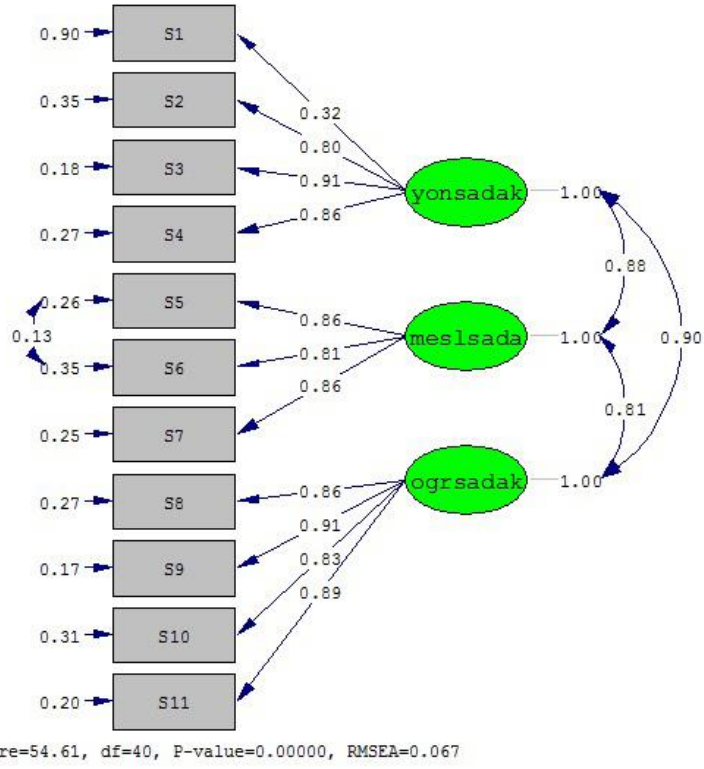 0.90 S1
0.32
0.35 S2
0.80
0.18 S3
0.91
yonsadak 1.00
0.27 S4
0.86
0.88
0.26 S5
0.86
0.13
meslsada 1.00
0.90
0.35 S6
0.81
0.25 S7
0.86
0.81
0.27 S8
0.86
ogrsadak 1.00
0.17 S9
0.91
0.83
0.31 S10
0.89
0.20 S11
re=54.61, df=40, P-value=0.00000, RMSEA=0.067